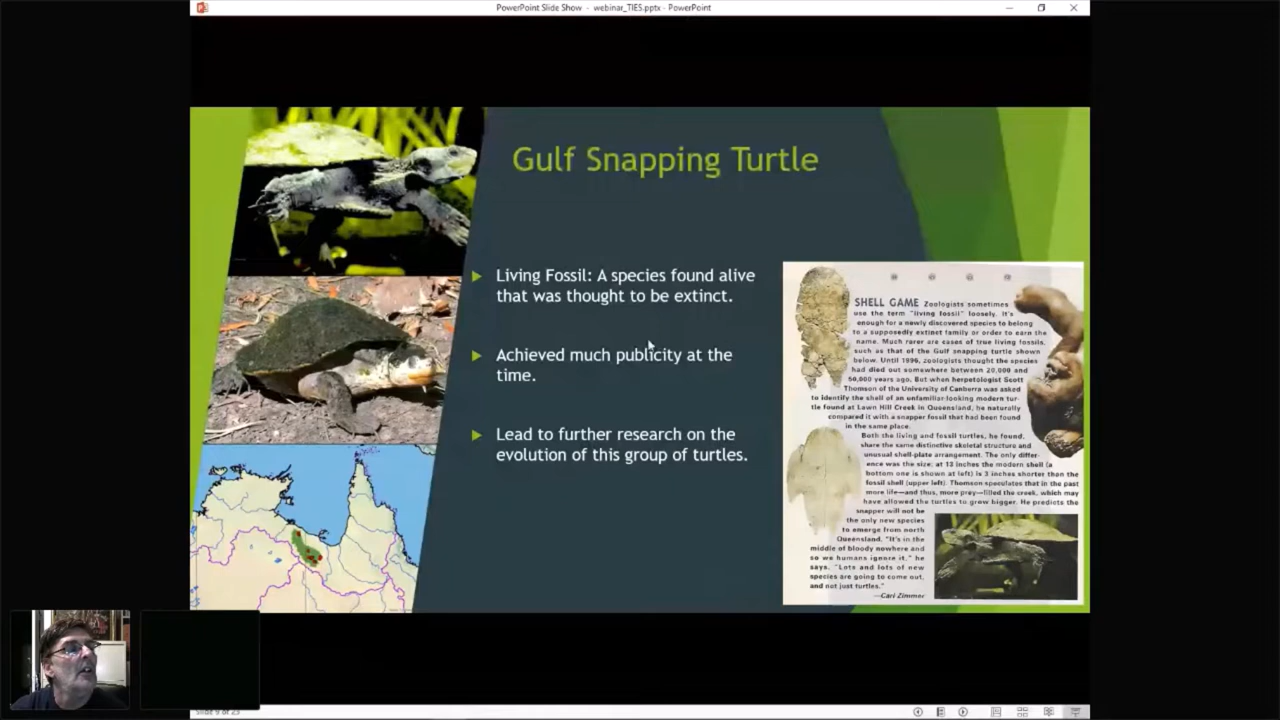 PowerPoint Slide Show - webinar_TIES.pptx - PowerPoint
Gulf Snapping Turtle
Living Fossil: A species found alive
that was thought to be extinct.
Achieved much publicity at the
time.
Lead to further research on the
evolution of this group of turtles.
SHELL GAME Zoologists sometimes
use the term "living fossil" loosely. It's
enough for a newly discovered species to belong
to a supposedly extinct family or order to earn the
name. Much rarer are cases of true living fossils,
such as that of the Gulf snapping turtle shown
below. Until 1996, zoologists thought the species
had died out somewhere between 20,000 and
50,000 years ago. But when herpetologist Scott
Thomson of the University of Canberra was asked
to identify the shell of an unfamiliar-looking modern tur-
tle found at Lawn Hill Creek in Queensland, he naturally
compared it with a snapper fossil that had been found
in the same place.
Both the living and fossil turtles, he found,
share the same distinctive skeletal structure and
unusual shell-plate arrangement. The only differ-
ence was the size; at 12 inches the modern shell (a
bottom one is shown at left) is 3 inches shorter than the
fossil shell (upper left). Thomson speculates that in the past
more life—and thus, more prey—filled the creek, which may
have allowed the turtles to grow bigger. He predicts the
snapper will not be
the only new species
to emerge from north
Queensland. "It's in the
middle of bloody nowhere and
so we humans ignore it," he
says. "Lots and lots of new
species are going to come out,
and not just turtles."
—Carl Zimmer
Slide 9 of 25